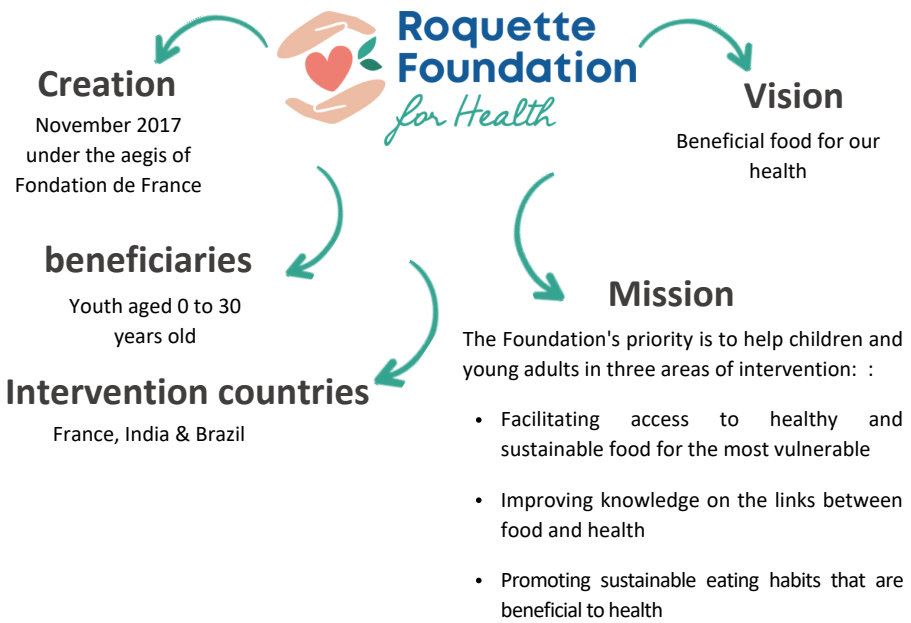 Roquette
Foundation
for Health
Creation
November 2017
under the aegis of
Fondation de France
Vision
Beneficial food for our
health
beneficiaries
Youth aged 0 to 30
years old
Intervention countries
France, India & Brazil
Mission
The Foundation's priority is to help children and
young adults in three areas of intervention: :
• Facilitating access to healthy and
sustainable food for the most vulnerable
• Improving knowledge on the links between
food and health
• Promoting sustainable eating habits that are
beneficial to health